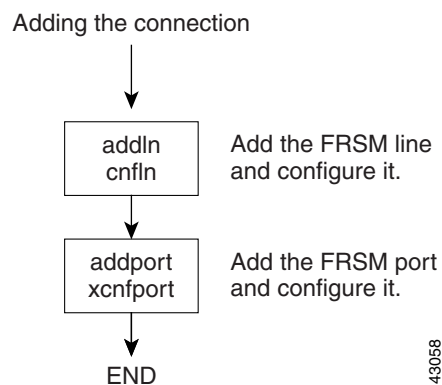 Adding the connection
addln
cnfln
Add the FRSM line
and configure it.
addport
xcnfport
Add the FRSM port
and configure it.
END
43058